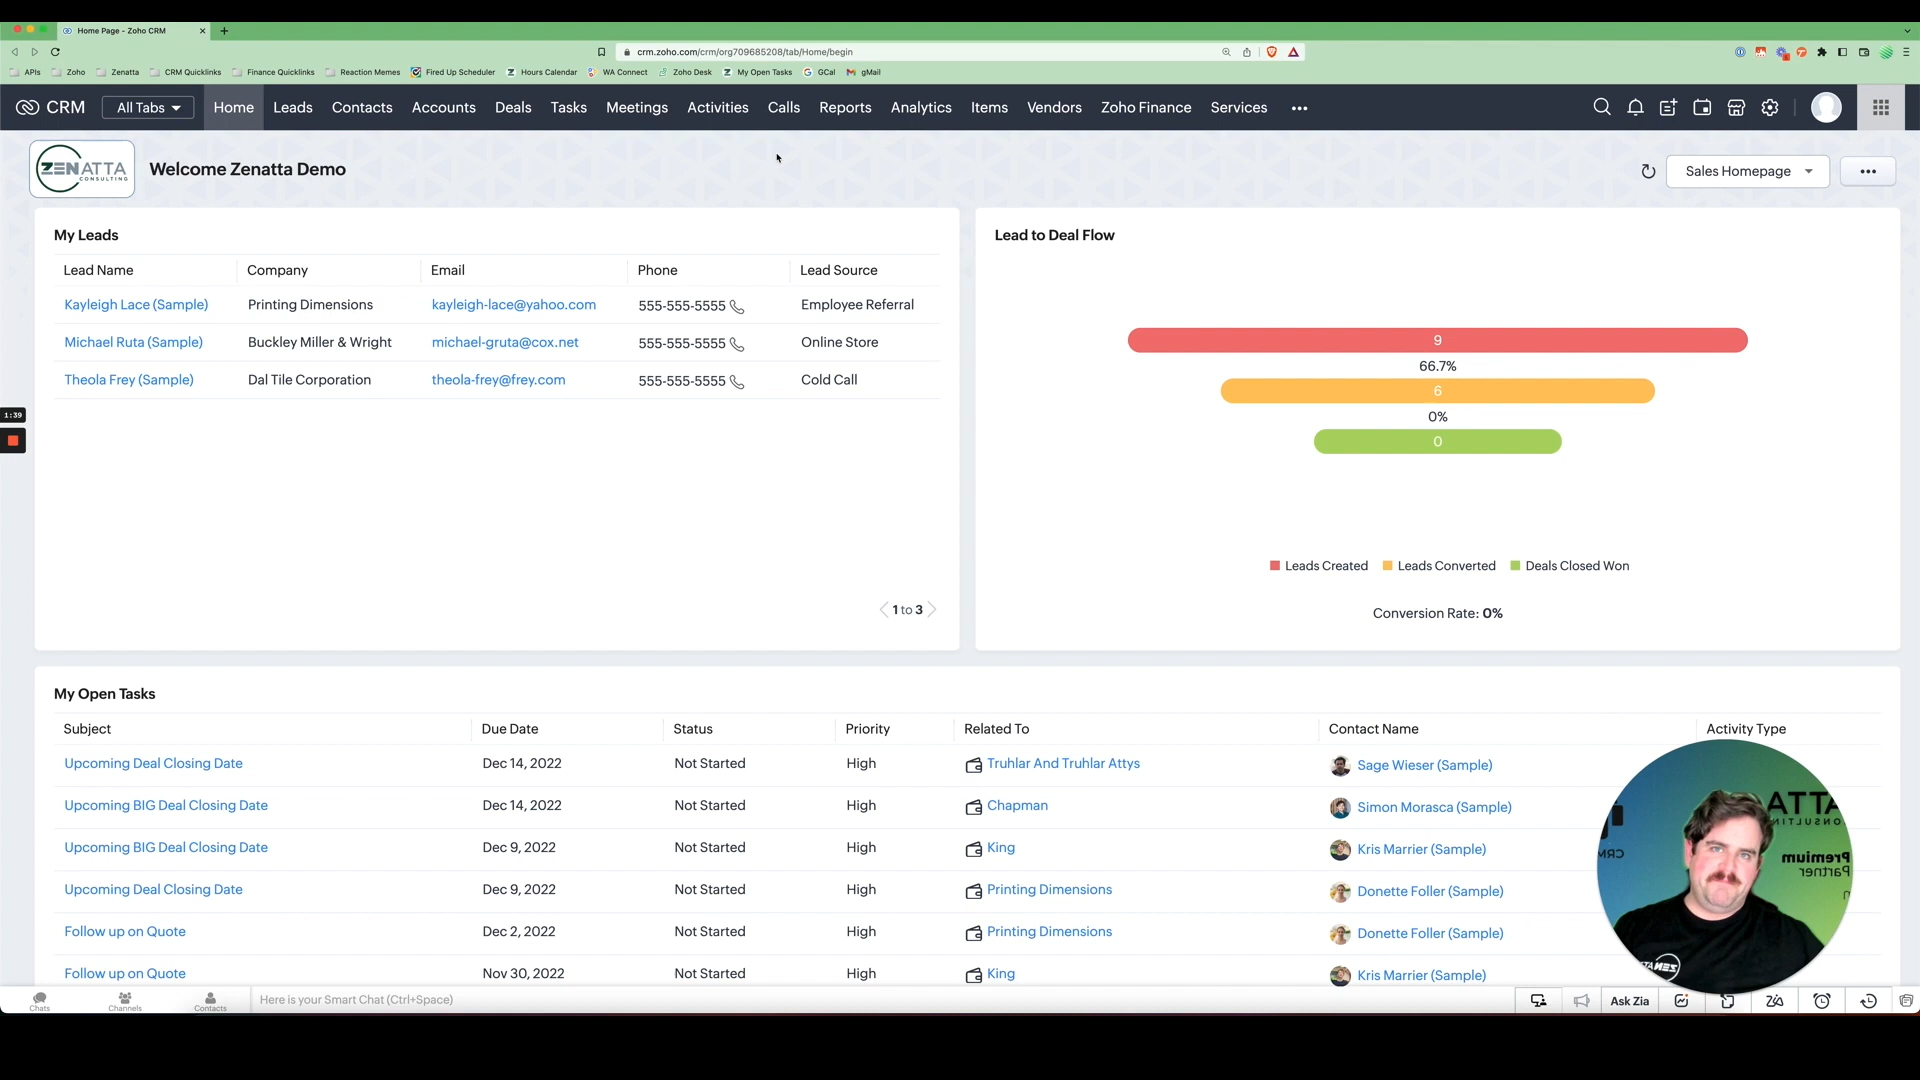 Home Page - Zoho CRM
crm.zoho.com/crm/org709685208/tab/Home/begin
APIs Zoho Zenatta CRM Quicklinks Finance Quicklinks Reaction Memes Fired Up Scheduler Hours Calendar WA Connect Zoho Desk My Open Tasks GCal gMail
CRM All Tabs Home Leads Contacts Accounts Deals Tasks Meetings Activities Calls Reports Analytics Items Vendors Zoho Finance Services
ZENATTA
CONSULTING
Welcome Zenatta Demo
Sales Homepage
My Leads
Lead Name Company Email Phone Lead Source
Kayleigh Lace (Sample) Printing Dimensions kayleigh-lace@yahoo.com 555-555-5555 Employee Referral
Michael Ruta (Sample) Buckley Miller & Wright michael-gruta@cox.net 555-555-5555 Online Store
Theola Frey (Sample) Dal Tile Corporation theola-frey@frey.com 555-555-5555 Cold Call
1 to 3
1:39
Lead to Deal Flow
9
66.7%
6
0%
0
Leads Created Leads Converted Deals Closed Won
Conversion Rate: 0%
My Open Tasks
Subject Due Date Status Priority Related To Contact Name Activity Type
Upcoming Deal Closing Date Dec 14, 2022 Not Started High Truhlar And Truhlar Attys Sage Wieser (Sample)
Upcoming BIG Deal Closing Date Dec 14, 2022 Not Started High Chapman Simon Morasca (Sample)
Upcoming BIG Deal Closing Date Dec 9, 2022 Not Started High King Kris Marrier (Sample)
Upcoming Deal Closing Date Dec 9, 2022 Not Started High Printing Dimensions Donette Foller (Sample)
Follow up on Quote Dec 2, 2022 Not Started High Printing Dimensions Donette Foller (Sample)
Follow up on Quote Nov 30, 2022 Not Started High King Kris Marrier (Sample)
CRM
Premium
Partner
Chats Channels Contacts Here is your Smart Chat (Ctrl+Space) Ask Zia